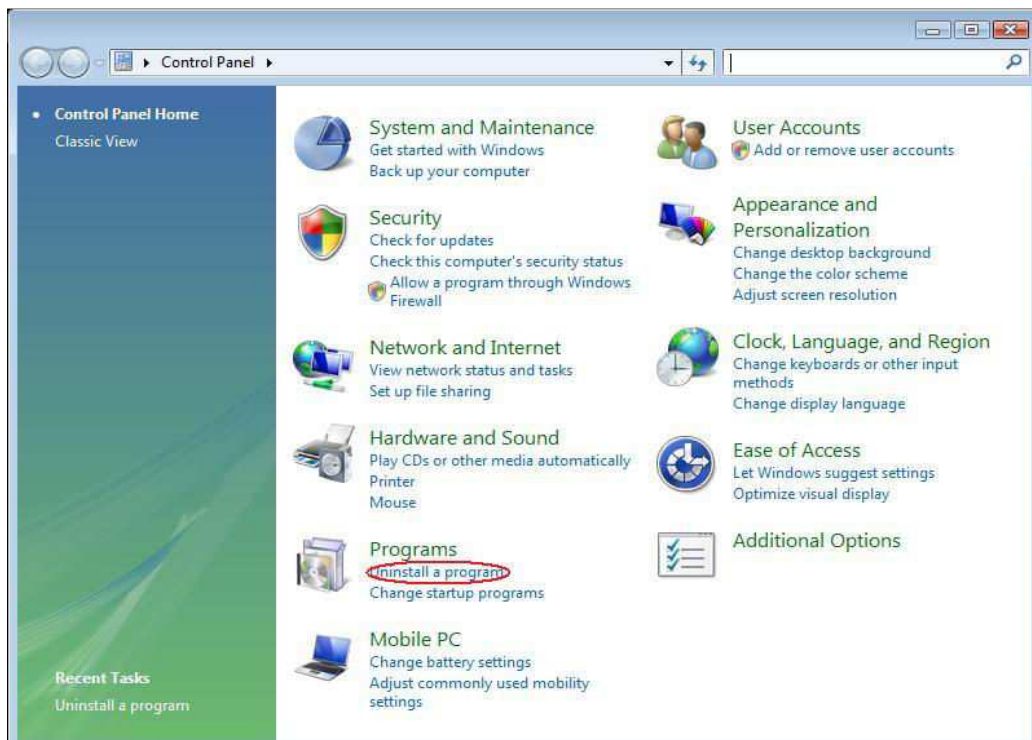 Control Panel
Control Panel Home
Classic View
System and Maintenance
Get started with Windows
Back up your computer
Security
Check for updates
Check this computer's security status
Allow a program through Windows
Firewall
Network and Internet
View network status and tasks
Set up file sharing
Hardware and Sound
Play CDs or other media automatically
Printer
Mouse
Programs
Uninstall a program
Change startup programs
Mobile PC
Change battery settings
Adjust commonly used mobility
settings
User Accounts
Add or remove user accounts
Appearance and
Personalization
Change desktop background
Change the color scheme
Adjust screen resolution
Clock, Language, and Region
Change keyboards or other input
methods
Change display language
Ease of Access
Let Windows suggest settings
Optimize visual display
Additional Options
Recent Tasks
Uninstall a program